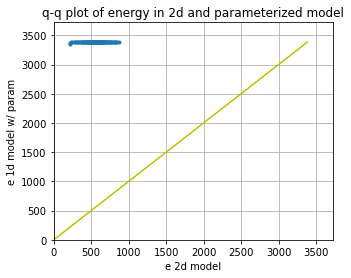 q-q plot of energy in 2d and parameterized model
3500
3000
2500
2000
1500
1000
500
0
e 1d model w/ param
0 500 1000 1500 2000 2500 3000 3500
e 2d model